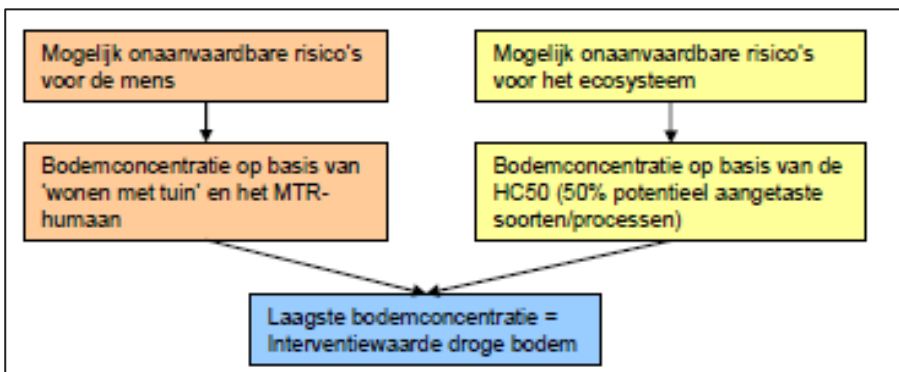 Mogelijk onaanvaardbare risico's
voor de mens
Mogelijk onaanvaardbare risico's
voor het ecosysteem
Bodemconcentratie op basis van
'wonen met tuin' en het MTR-
humaan
Bodemconcentratie op basis van de
HC50 (50% potentieel aangetaste
soorten/processen)
Laagste bodemconcentratie =
Interventiewaarde droge bodem